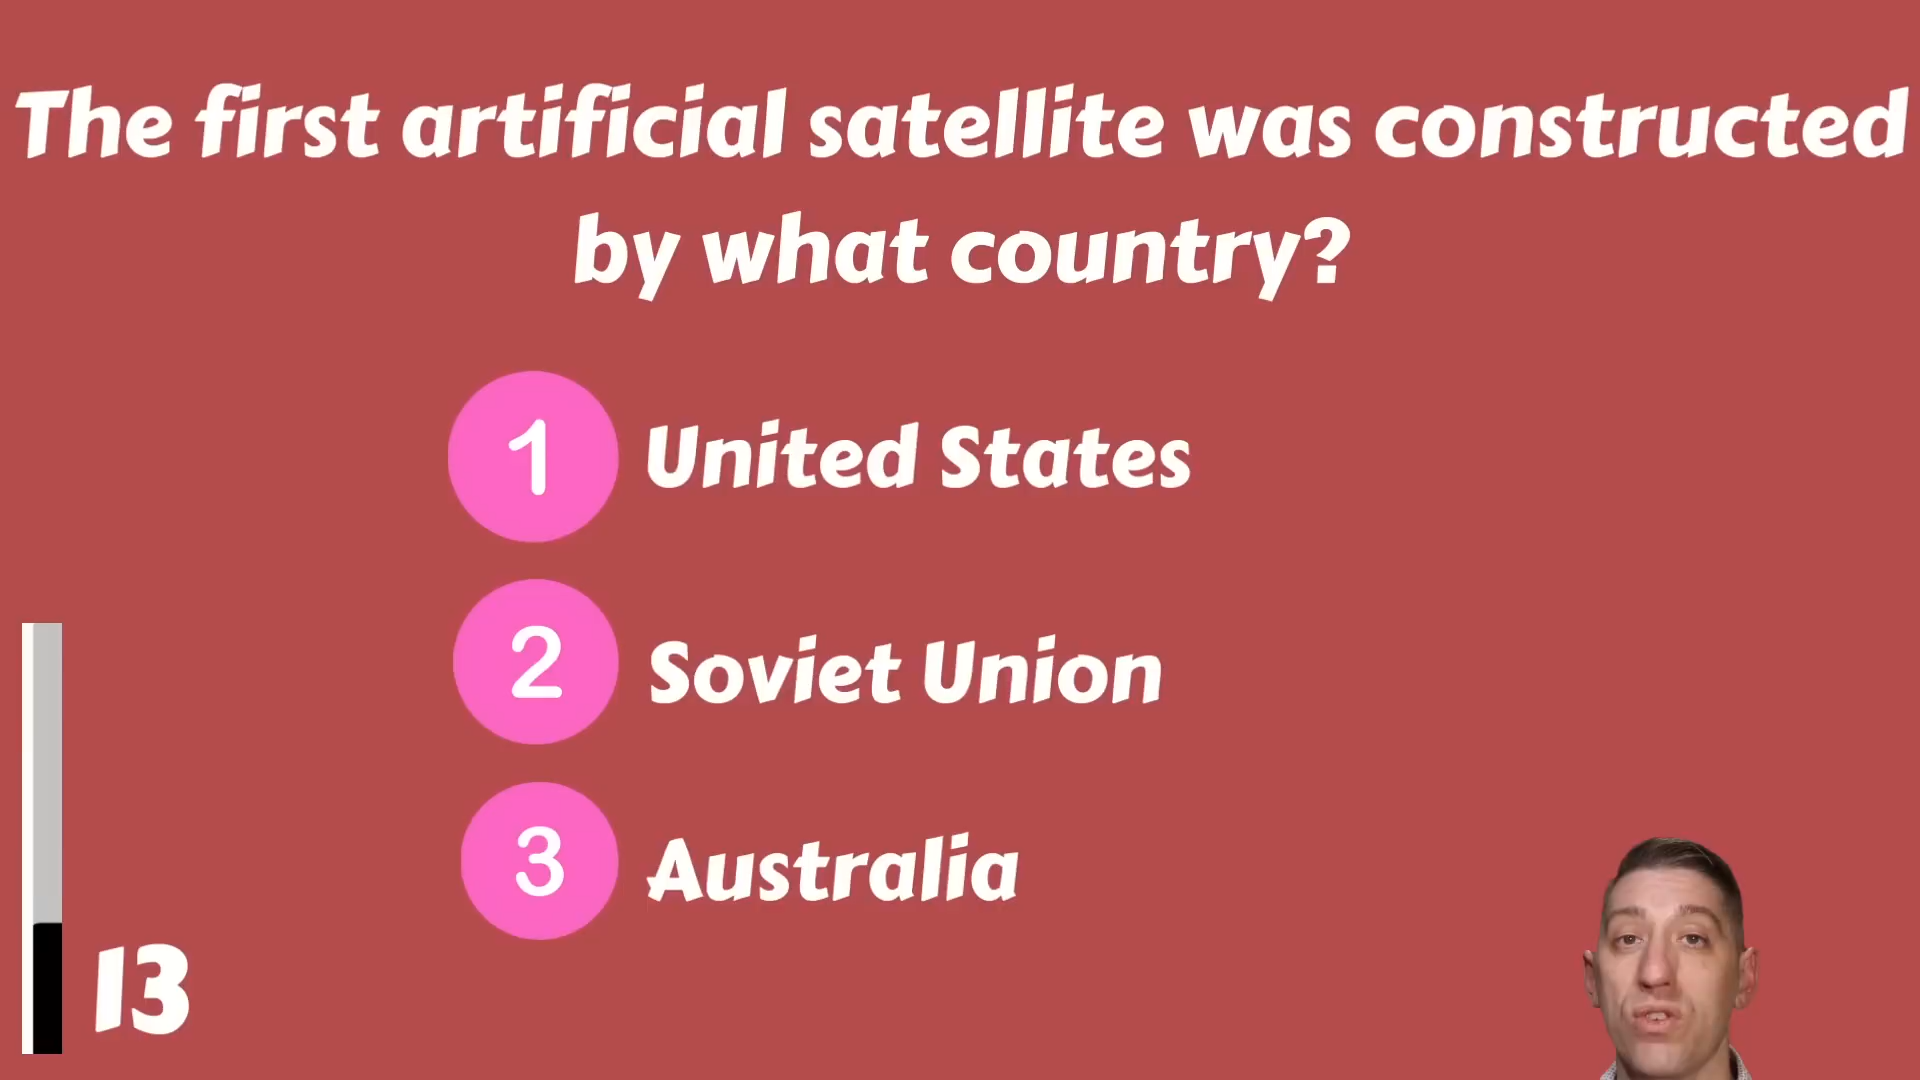 The first artificial satellite was constructed
by what country?
1 United States
2 Soviet Union
3 Australia
13